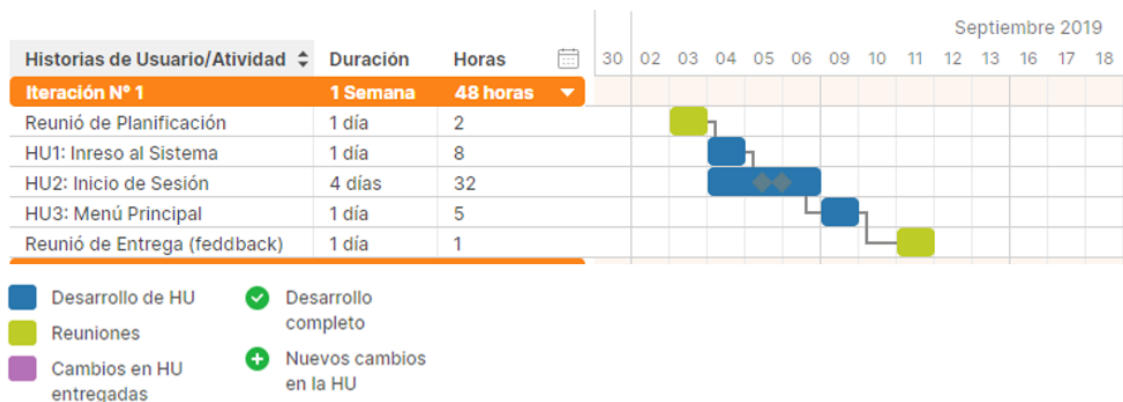 Septiembre 2019
Historias de Usuario/Atividad Duración Horas 30 02 03 04 05 06 09 10 11 12 13 16 17 18
Iteración Nº 1 1 Semana 48 horas
Reunió de Planificación 1 día 2
HU1: Inreso al Sistema 1 día 8
HU2: Inicio de Sesión 4 días 32
HU3: Menú Principal 1 día 5
Reunió de Entrega (feddback) 1 día 1
Desarrollo de HU
Reuniones
Cambios en HU
entregadas
Desarrollo
completo
Nuevos cambios
en la HU